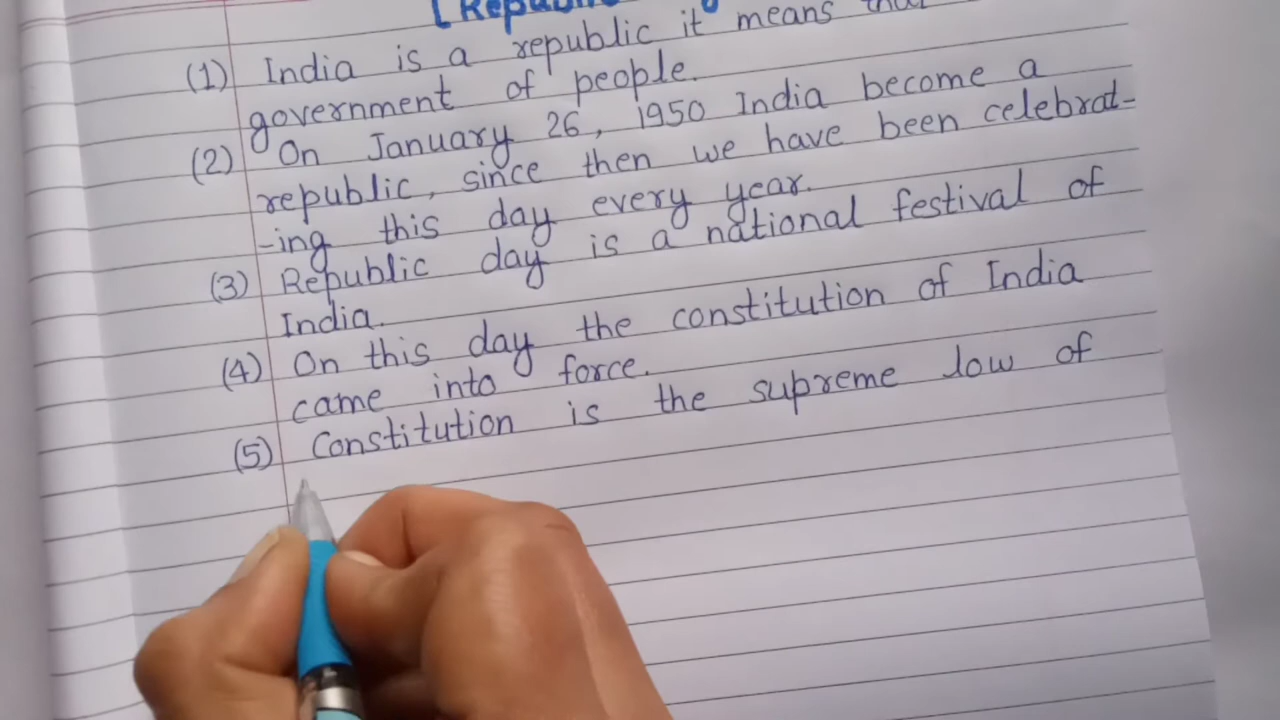 [Republic
(1) India is a republic it means that
government of people.
(2) On January 26, 1950 India become a
republic, since then we have been celebrat-
-ing this day every year.
(3) Republic day is a national festival of
India.
(4) On this day the constitution of India
came into force.
(5) Constitution is the supreme low of